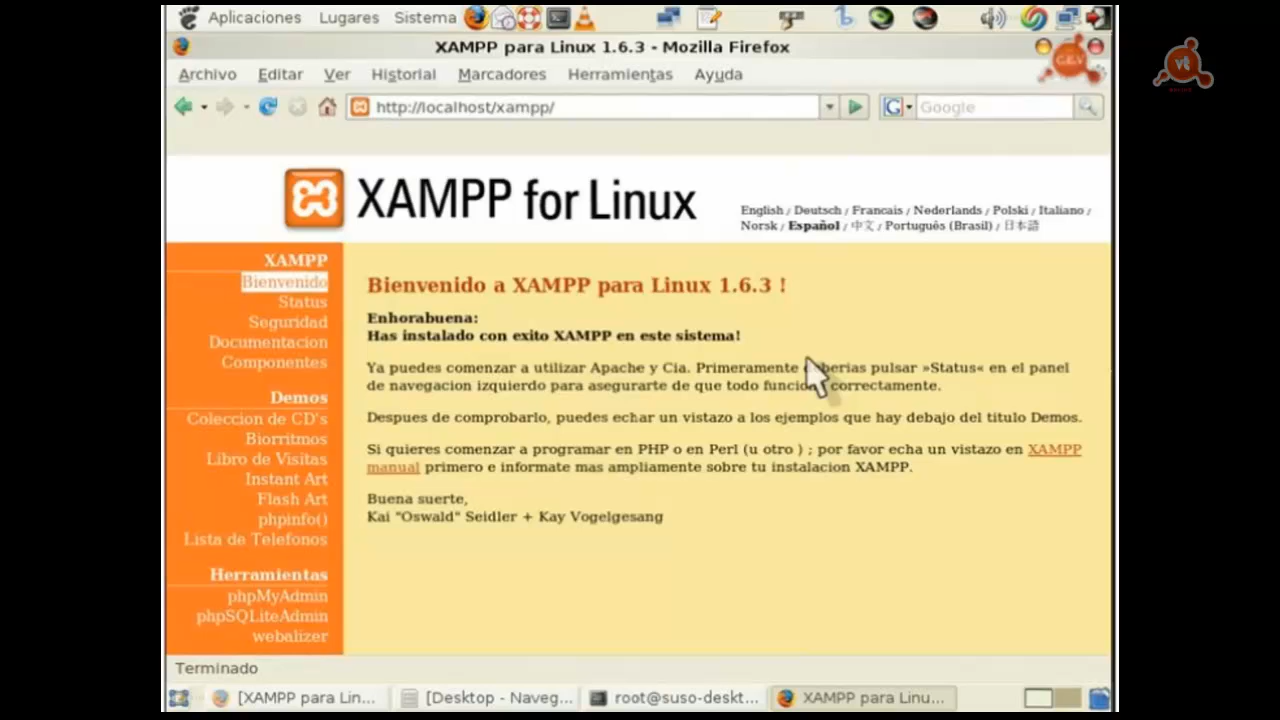 Aplicaciones Lugares Sistema
XAMPP para Linux 1.6.3 - Mozilla Firefox
Archivo Editar Ver Historial Marcadores Herramientas Ayuda
http://localhost/xampp/
G Google
XAMPP for Linux
English / Deutsch / Francais / Nederlands / Polski / Italiano /
Norsk / Español / 中文 / Português (Brasil) / 日本語
XAMPP
Bienvenido
Status
Seguridad
Documentacion
Componentes
Demos
Coleccion de CD's
Biorritmos
Libro de Visitas
Instant Art
Flash Art
phpinfo()
Lista de Telefonos
Herramientas
phpMyAdmin
phpSQLiteAdmin
webalizer
Bienvenido a XAMPP para Linux 1.6.3 !
Enhorabuena:
Has instalado con exito XAMPP en este sistema!
Ya puedes comenzar a utilizar Apache y Cia. Primeramente deberias pulsar »Status« en el panel
de navegacion izquierdo para asegurarte de que todo funciona correctamente.
Despues de comprobarlo, puedes echar un vistazo a los ejemplos que hay debajo del titulo Demos.
Si quieres comenzar a programar en PHP o en Perl (u otro ) ; por favor echa un vistazo en XAMPP
manual primero e informate mas ampliamente sobre tu instalacion XAMPP.
Buena suerte,
Kai "Oswald" Seidler + Kay Vogelgesang
Terminado
[XAMPP para Lin... [Desktop - Naveg... root@suso-deskt... XAMPP para Linu...
vt